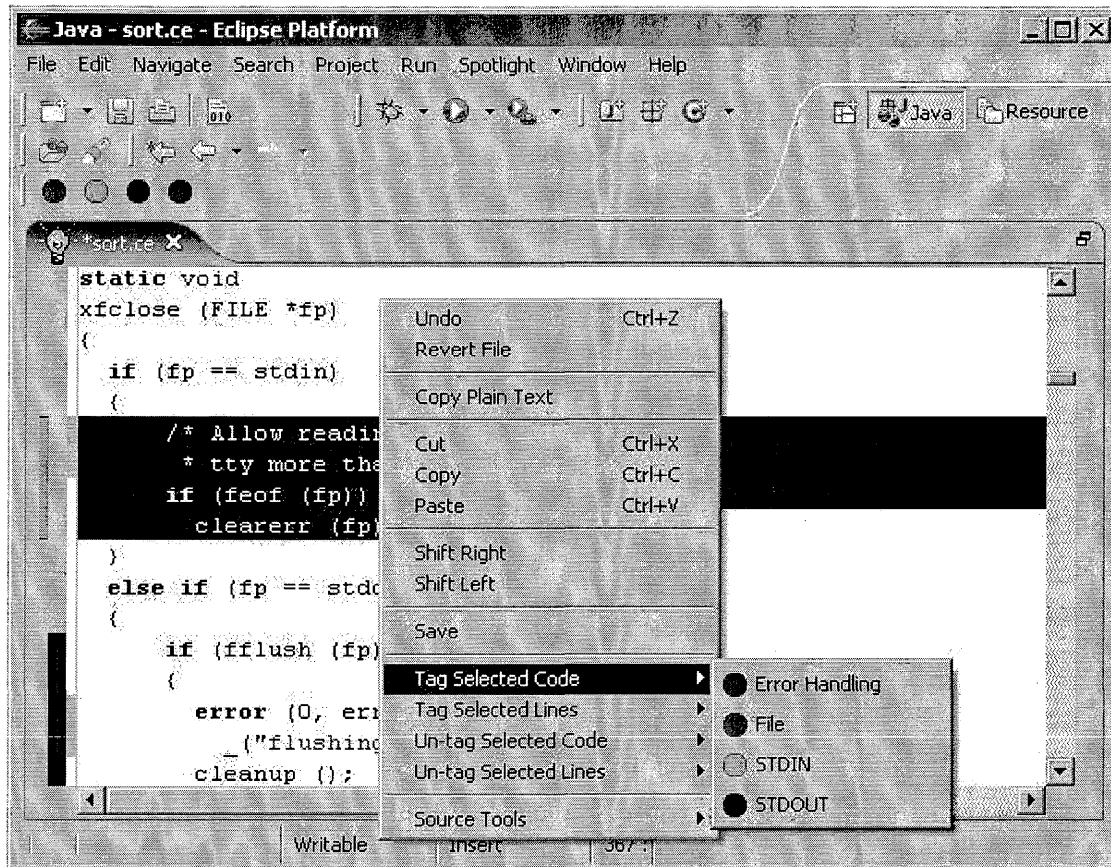 Java - sort.ce - Eclipse Platform
File Edit Navigate Search Project Run Spotlight Window Help
010
Java Resource
*sort.ce
static void
xfclose (FILE *fp)
{
if (fp == stdin)
{
/* Allow readin
* tty more tha
if (feof (fp))
clearerr (fp)
}
else if (fp == stdo
{
if (fflush (fp)
{
error (0, err
_("flushing
cleanup ();
Undo Ctrl+Z
Revert File
Copy Plain Text
Cut Ctrl+X
Copy Ctrl+C
Paste Ctrl+V
Shift Right
Shift Left
Save
Tag Selected Code
Tag Selected Lines
Un-tag Selected Code
Un-tag Selected Lines
Source Tools
Error Handling
File
STDIN
STDOUT
Writable Insert 367 :